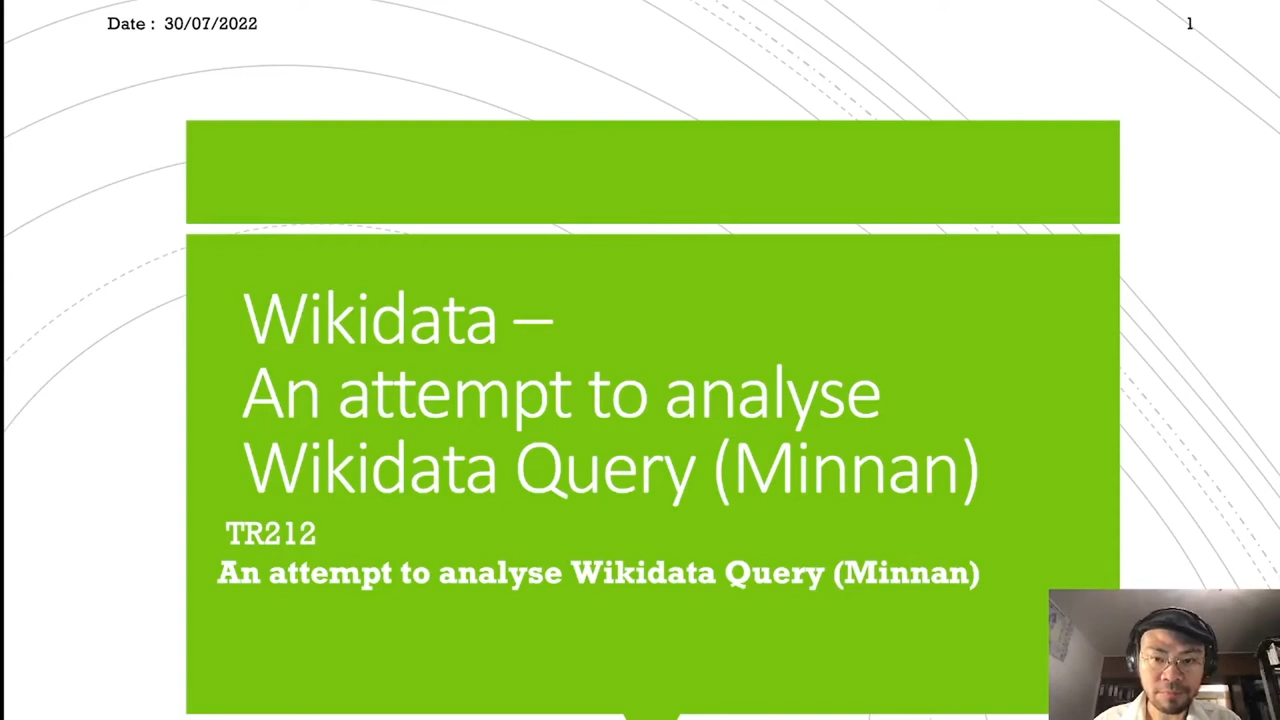 Date : 30/07/2022
1
Wikidata –
An attempt to analyse
Wikidata Query (Minnan)
TR212
An attempt to analyse Wikidata Query (Minnan)